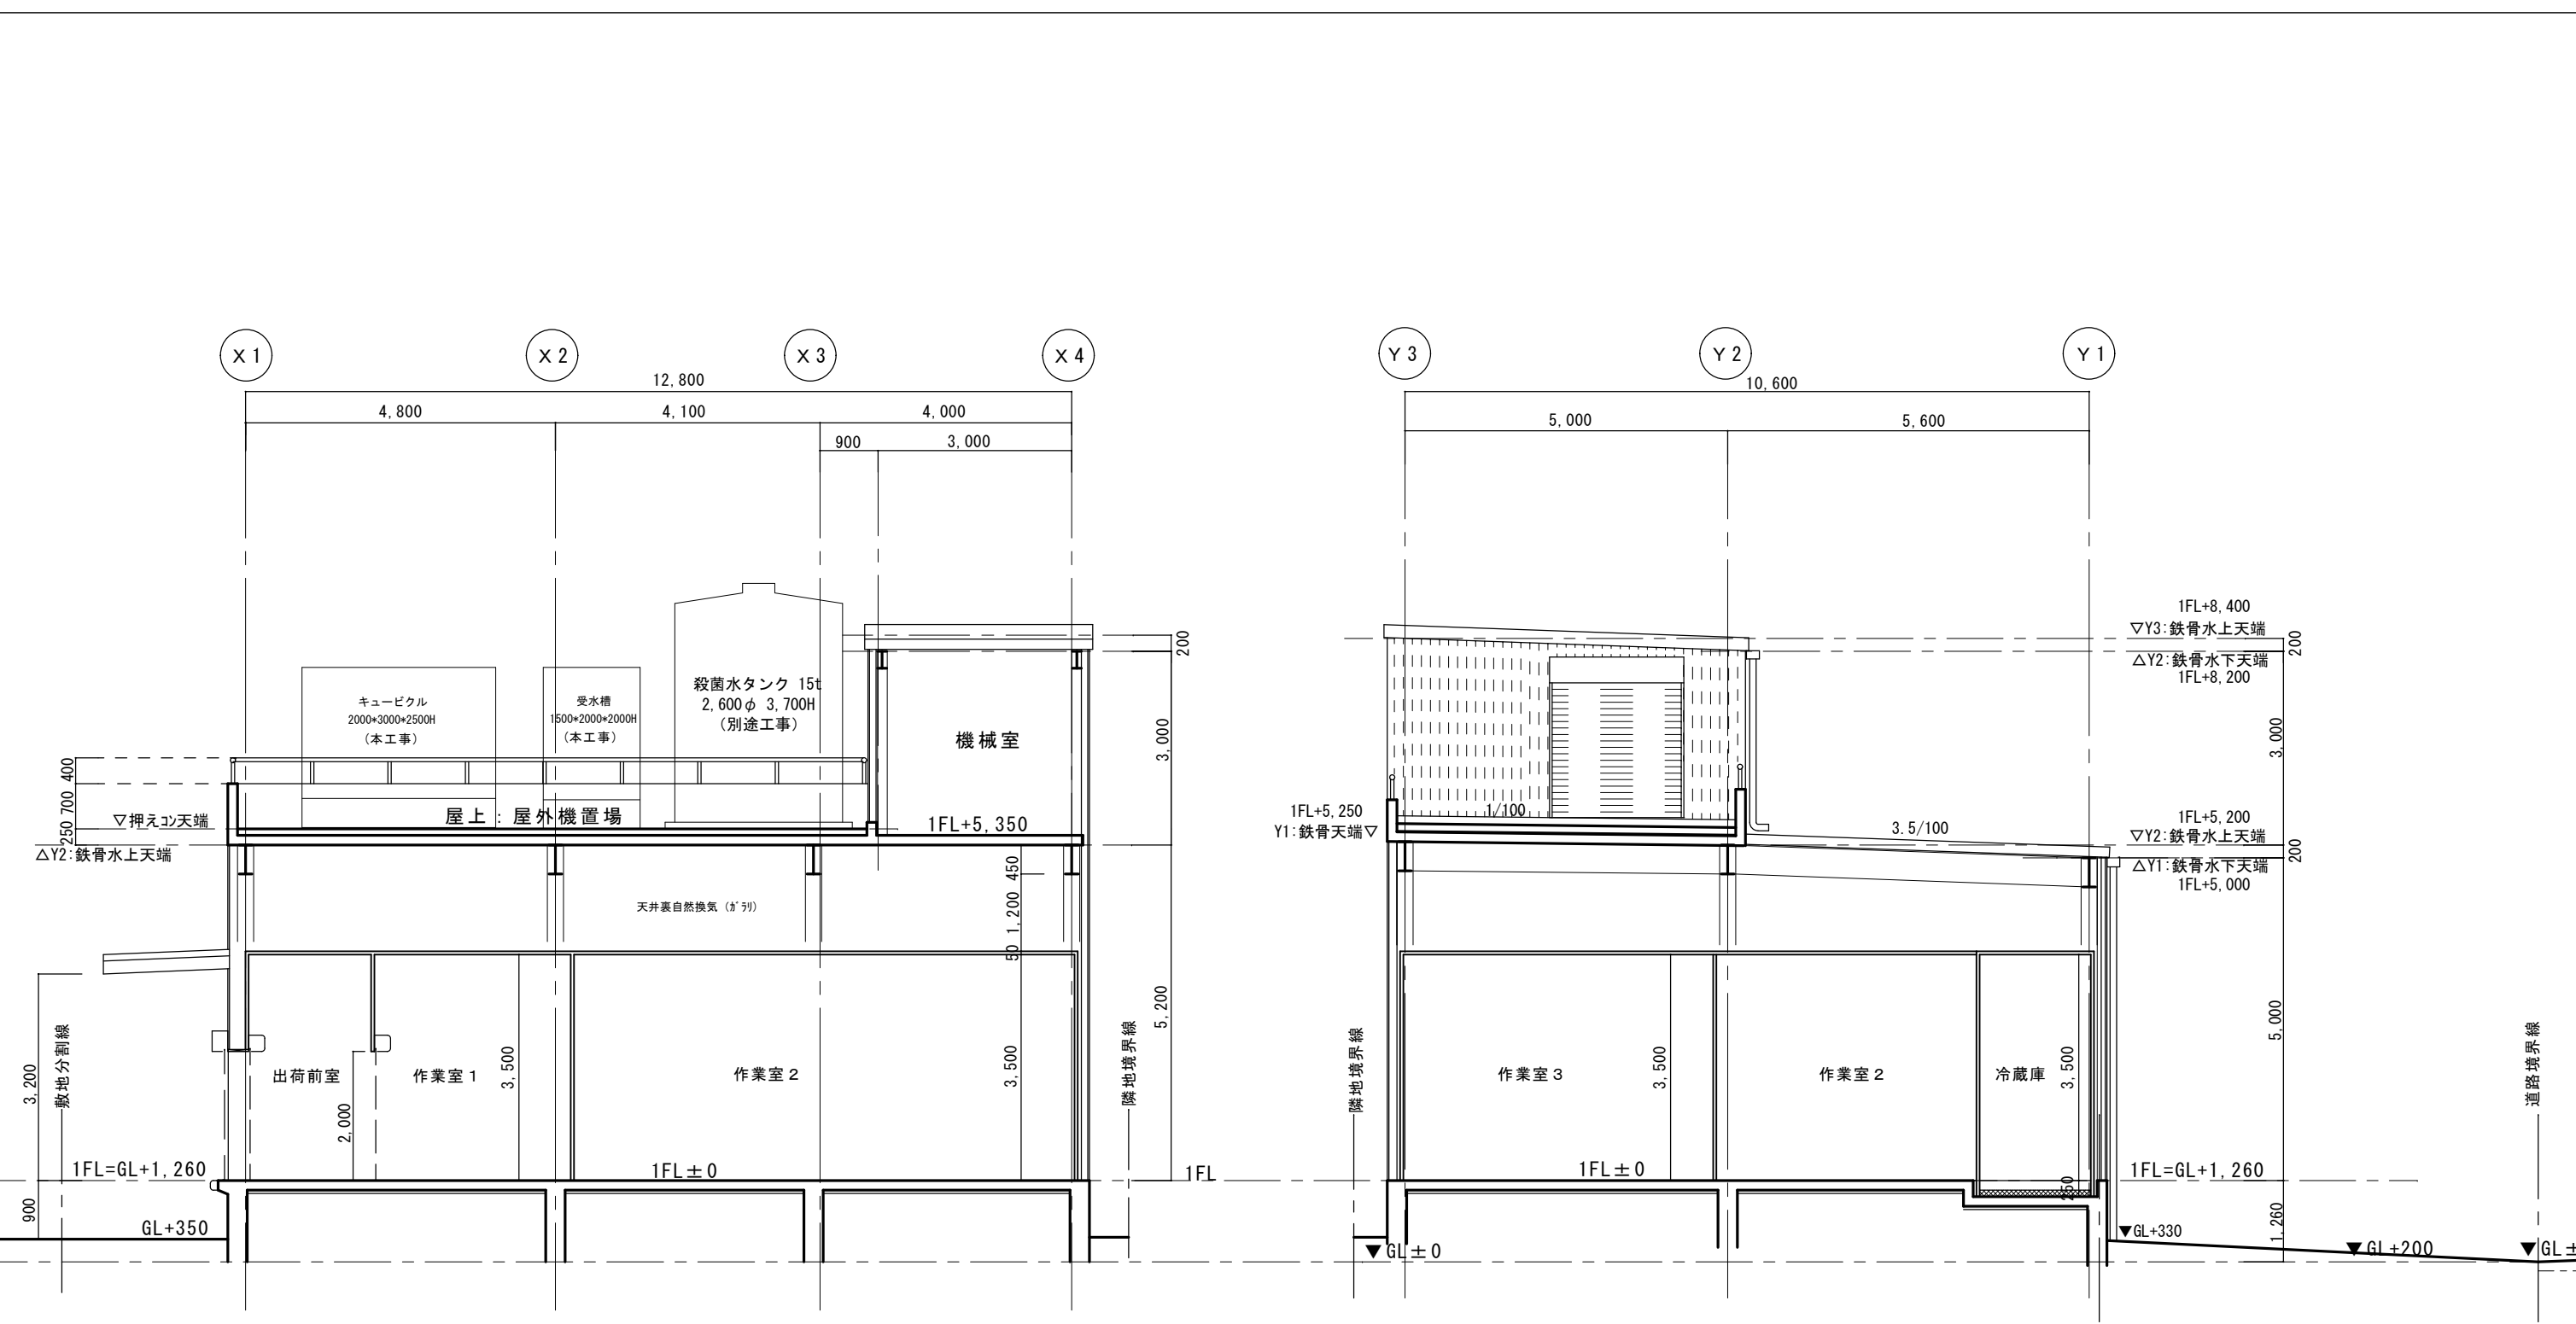 X1
X2
X3
X4
12,800
4,800
4,100
4,000
900
3,000
キュービクル
2000*3000*2500H
(本工事)
受水槽
1500*2000*2000H
(本工事)
殺菌水タンク 15t
2,600φ 3,700H
(別途工事)
機械室
200
3,000
5,200
400
700
250
▽押えｺﾝ天端
△Y2:鉄骨水上天端
屋上:屋外機置場
1FL+5,350
450
1,200
50
天井裏自然換気(ｶﾞﾗﾘ)
3,200
900
敷地分割線
出荷前室
2,000
作業室1
3,500
作業室2
3,500
隣地境界線
1FL=GL+1,260
1FL±0
1FL
GL+350
Y3
Y2
Y1
10,600
5,000
5,600
1FL+8,400
▽Y3:鉄骨水上天端
△Y2:鉄骨水下天端
1FL+8,200
200
3,000
1FL+5,250
Y1:鉄骨天端▽
1/100
3.5/100
1FL+5,200
▽Y2:鉄骨水上天端
△Y1:鉄骨水下天端
1FL+5,000
200
5,000
隣地境界線
作業室3
3,500
作業室2
冷蔵庫
3,500
道路境界線
1FL±0
1FL=GL+1,260
250
1,260
▼GL±0
▼GL+330
▼GL+200
▼GL±